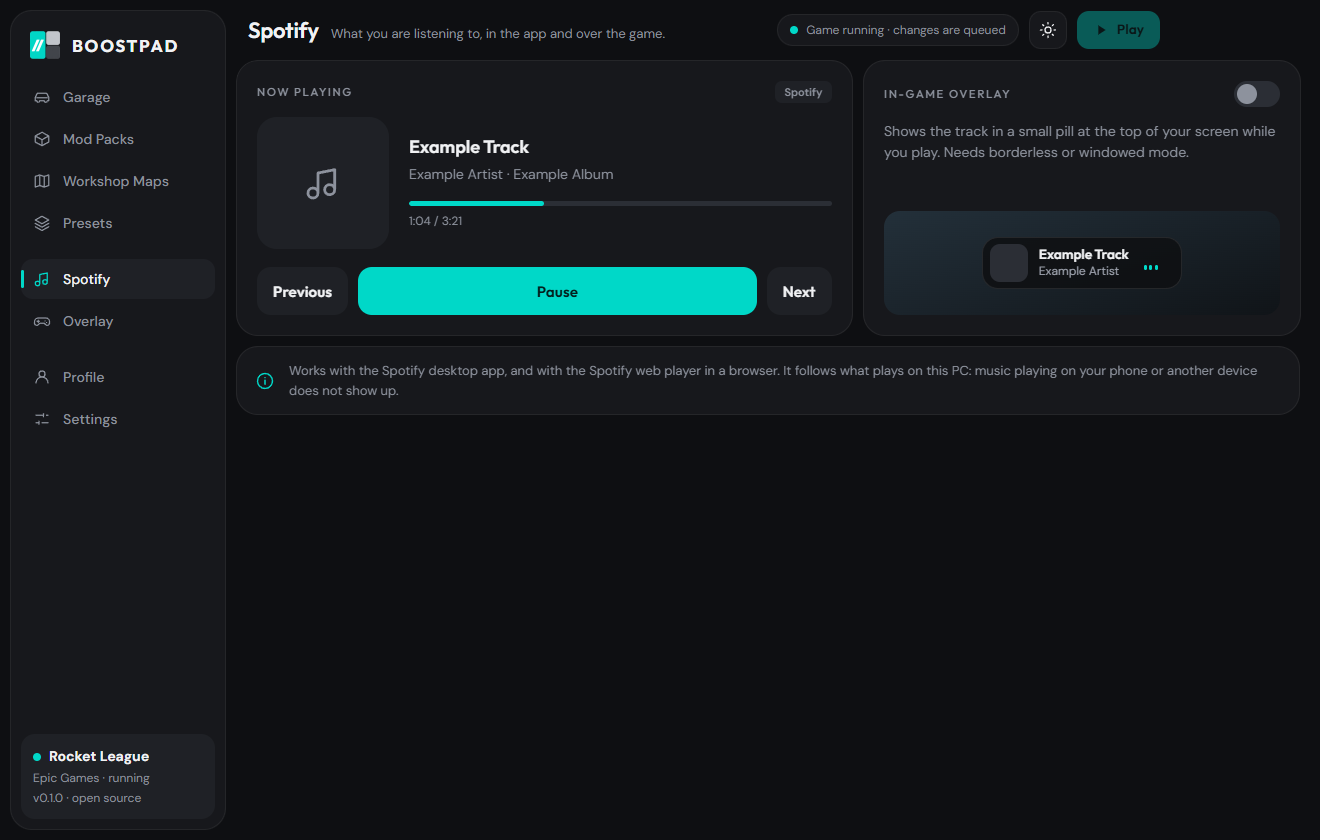 BOOSTPAD
Garage
Mod Packs
Workshop Maps
Presets
Spotify
Overlay
Profile
Settings
Rocket League
Epic Games · running
v0.1.0 · open source
Spotify What you are listening to, in the app and over the game.
Game running · changes are queued
Play
NOW PLAYING
Spotify
Example Track
Example Artist · Example Album
1:04 / 3:21
Previous
Pause
Next
IN-GAME OVERLAY
Shows the track in a small pill at the top of your screen while
you play. Needs borderless or windowed mode.
Example Track
Example Artist
Works with the Spotify desktop app, and with the Spotify web player in a browser. It follows what plays on this PC: music playing on your phone or another device
does not show up.